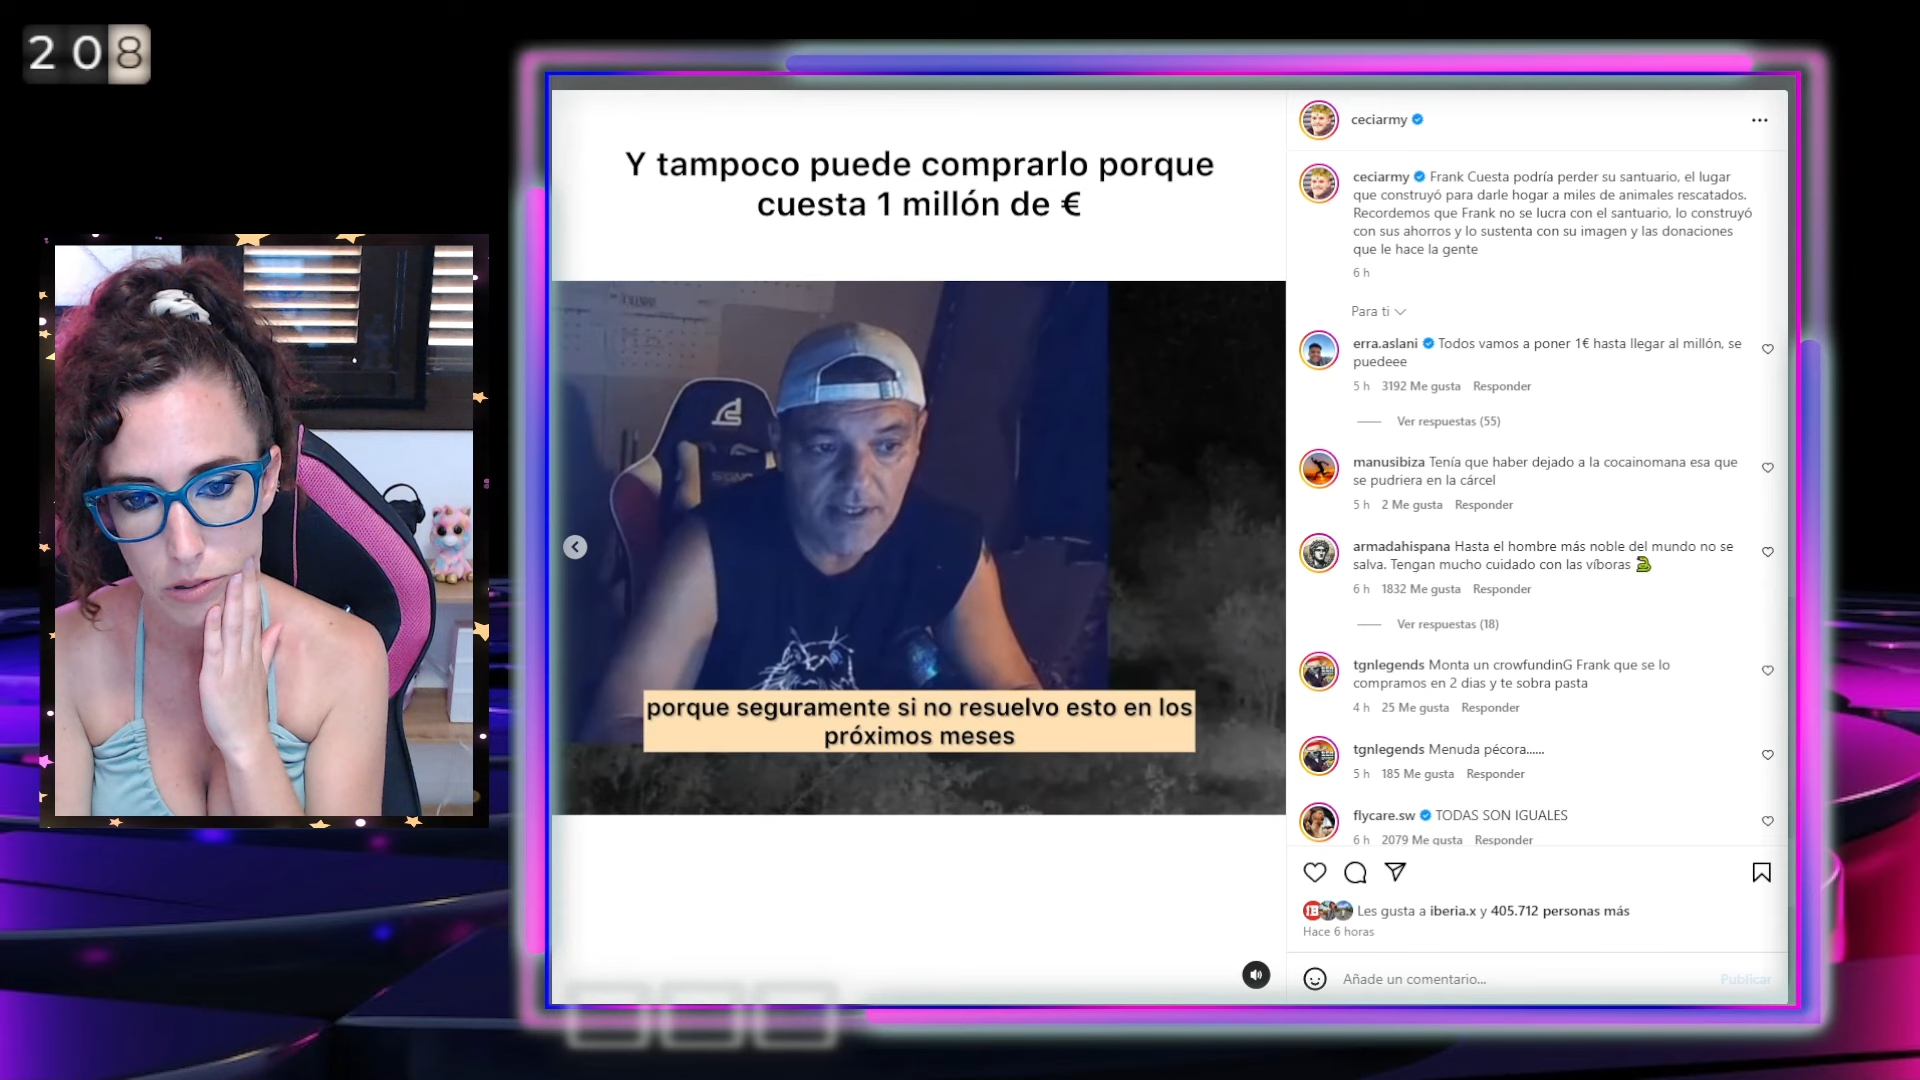 208
Y tampoco puede comprarlo porque
cuesta 1 millón de €
porque seguramente si no resuelvo esto en los
próximos meses
ceciarmy
ceciarmy Frank Cuesta podría perder su santuario, el lugar
que construyó para darle hogar a miles de animales rescatados.
Recordemos que Frank no se lucra con el santuario, lo construyó
con sus ahorros y lo sustenta con su imagen y las donaciones
que le hace la gente
6 h
Para ti
erra.aslani Todos vamos a poner 1€ hasta llegar al millón, se
puedeee
5 h 3192 Me gusta Responder
Ver respuestas (55)
manusibiza Tenía que haber dejado a la cocainomana esa que
se pudriera en la cárcel
5 h 2 Me gusta Responder
armadahispana Hasta el hombre más noble del mundo no se
salva. Tengan mucho cuidado con las víboras 🐍
6 h 1832 Me gusta Responder
Ver respuestas (18)
tgnlegends Monta un crowfundinG Frank que se lo
compramos en 2 dias y te sobra pasta
4 h 25 Me gusta Responder
tgnlegends Menuda pécora......
5 h 185 Me gusta Responder
flycare.sw TODAS SON IGUALES
6 h 2079 Me gusta Responder
Les gusta a iberia.x y 405.712 personas más
Hace 6 horas
Añade un comentario...
Publicar